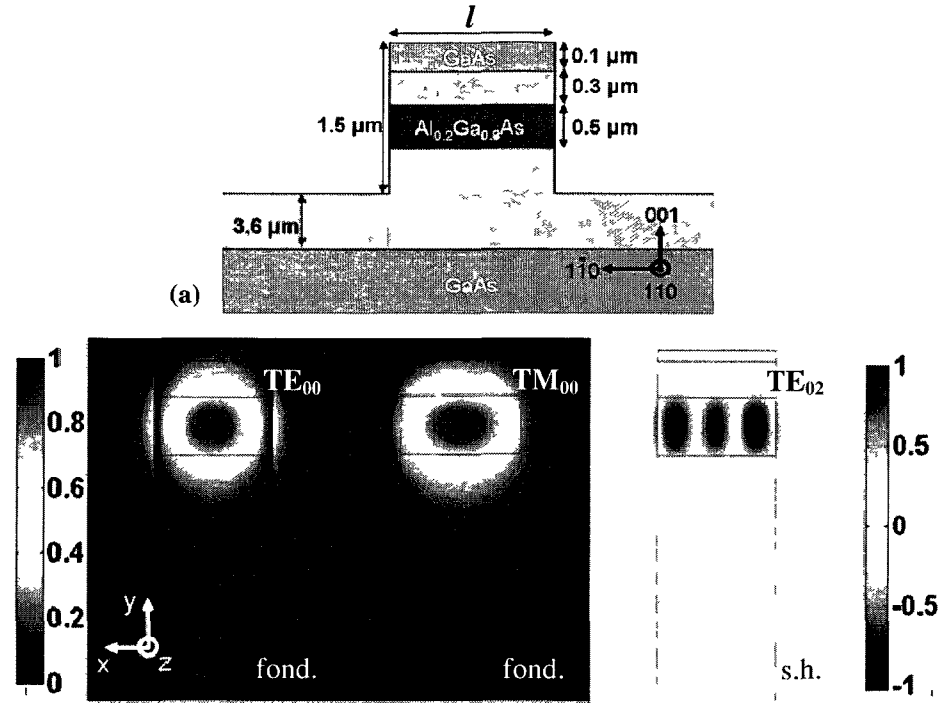 l
GaAs
0.1 µm
0.3 µm
1.5 µm
Al0.2Ga0.8As
0.5 µm
3,6 µm
001
11̄0
110
(a)
GaAs
1
0.8
0.6
0.4
0.2
0
TE00
TM00
TE02
y
x
z
fond.
fond.
s.h.
1
0.5
0
-0.5
-1